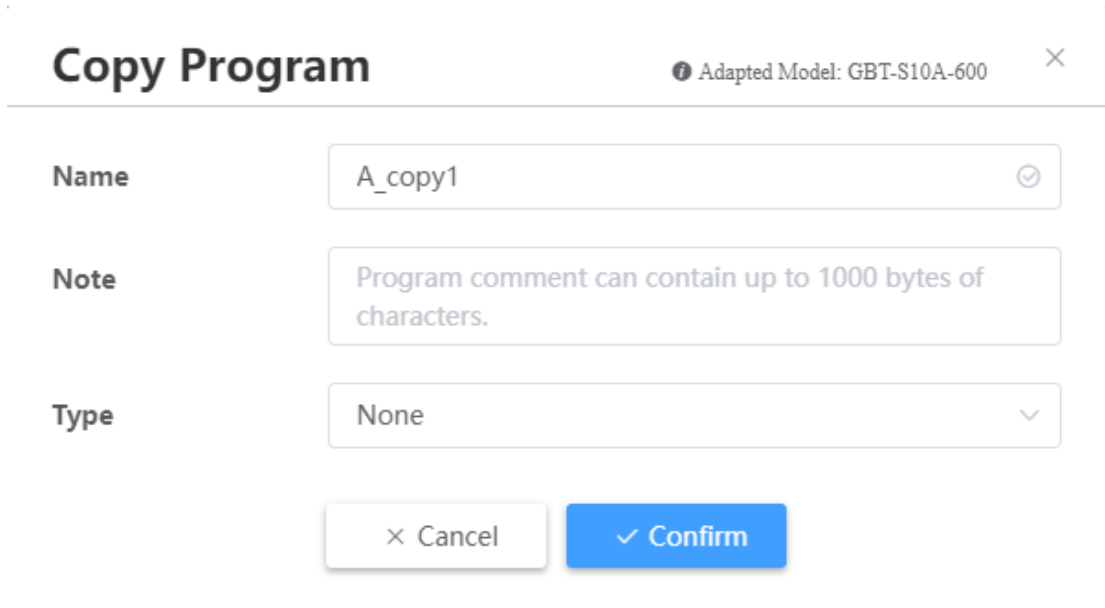 Copy Program
Adapted Model: GBT-S10A-600
Name
A_copy1
Note
Program comment can contain up to 1000 bytes of
characters.
Type
None
Cancel
Confirm